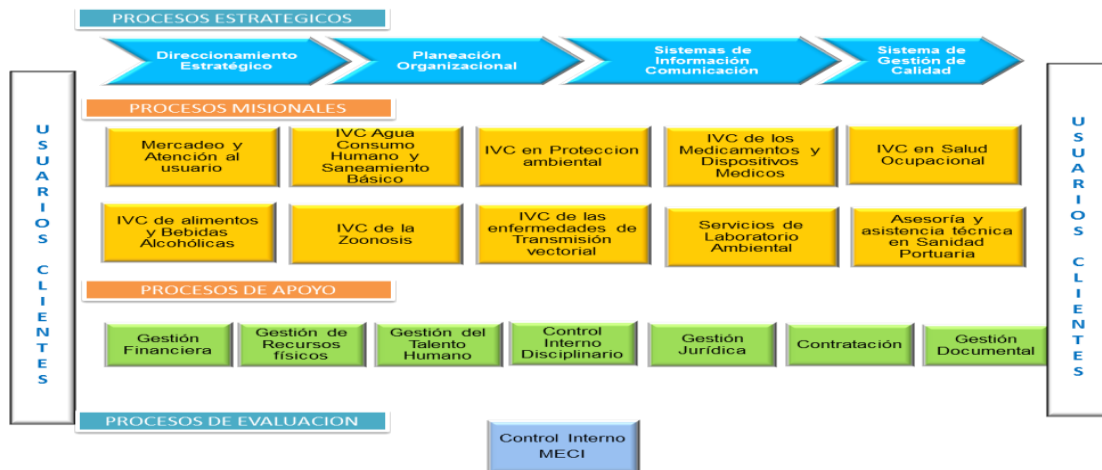 PROCESOS ESTRATEGICOS
Direccionamiento
Estratégico
Planeación
Organizacional
Sistemas de
Información
Comunicación
Sistema de
Gestión de
Calidad
USUARIOS CLIENTES
PROCESOS MISIONALES
Mercadeo y
Atención al
usuario
IVC Agua
Consumo
Humano y
Saneamiento
Básico
IVC en Proteccion
ambiental
IVC de los
Medicamentos y
Dispositivos
Medicos
IVC en Salud
Ocupacional
IVC de alimentos
y Bebidas
Alcohólicas
IVC de la
Zoonosis
IVC de las
enfermedades de
Transmisión
vectorial
Servicios de
Laboratorio
Ambiental
Asesoría y
asistencia técnica
en Sanidad
Portuaria
PROCESOS DE APOYO
Gestión
Financiera
Gestión de
Recursos
físicos
Gestión del
Talento
Humano
Control
Interno
Disciplinario
Gestión
Jurídica
Contratación
Gestión
Documental
PROCESOS DE EVALUACION
Control Interno
MECI
USUARIOS CLIENTES